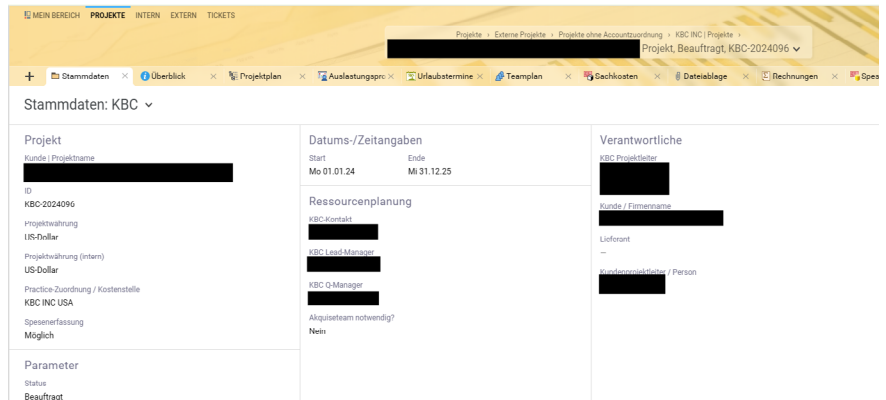 MEIN BEREICH PROJEKTE INTERN EXTERN TICKETS
Projekte › Externe Projekte › Projekte ohne Accountzuordnung › KBC INC | Projekte ›
Projekt, Beauftragt, KBC-2024096
+ Stammdaten × Überblick × Projektplan × Auslastungspro × Urlaubstermine × Teamplan × Sachkosten × Dateiablage × Rechnungen × Spes
Stammdaten: KBC
Projekt
Kunde | Projektname
ID
KBC-2024096
Projektwährung
US-Dollar
Projektwährung (intern)
US-Dollar
Practice-Zuordnung / Kostenstelle
KBC INC USA
Spesenerfassung
Möglich
Parameter
Status
Beauftragt
Datums-/Zeitangaben
Start Ende
Mo 01.01.24 Mi 31.12.25
Ressourcenplanung
KBC-Kontakt
KBC Lead-Manager
KBC Q-Manager
Akquiseteam notwendig?
Nein
Verantwortliche
KBC Projektleiter
Kunde / Firmenname
Lieferant
—
Kundenprojektleiter / Person